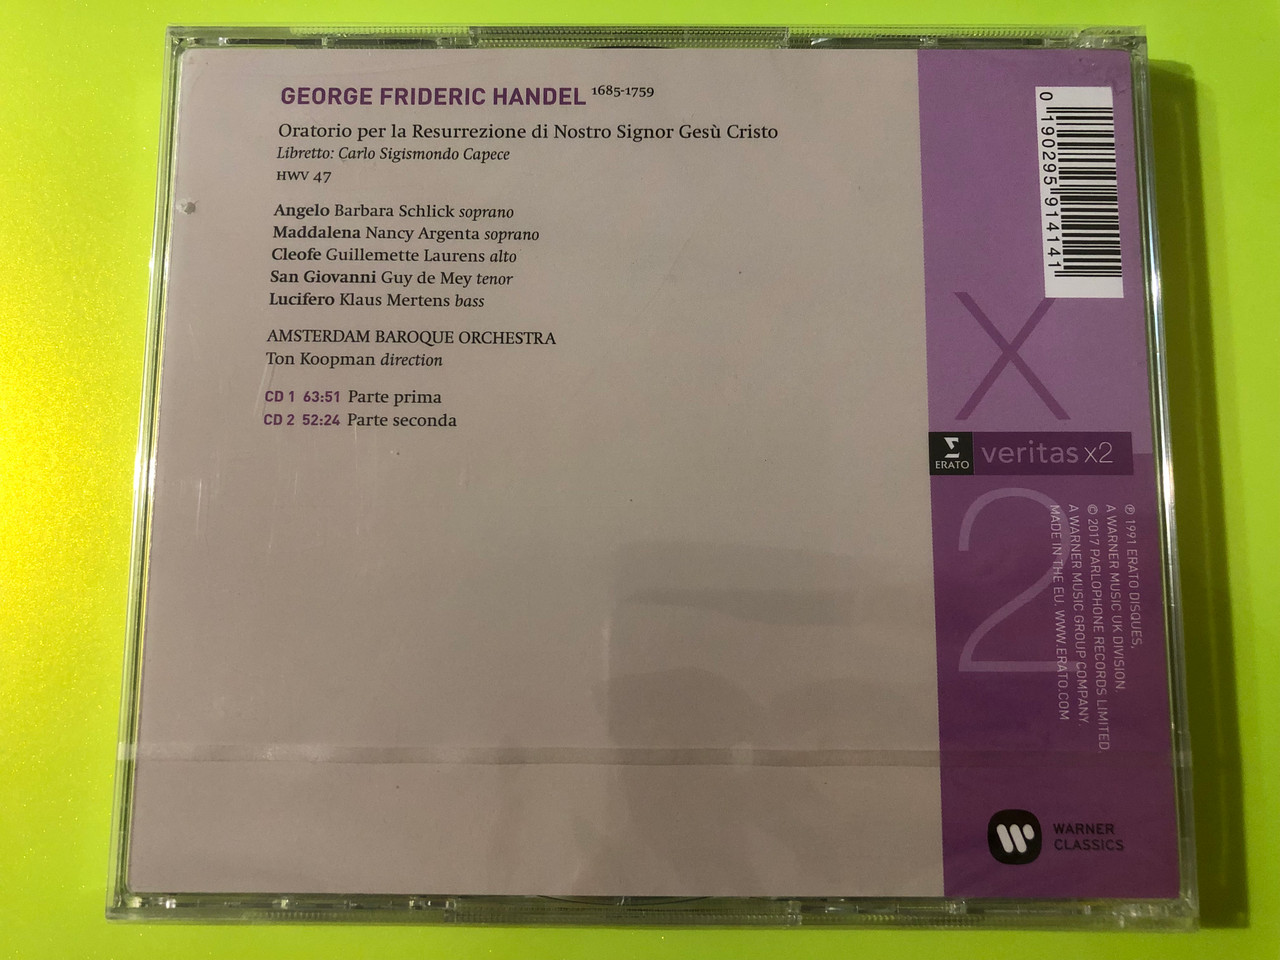 GEORGE FRIDERIC HANDEL 1685-1759
Oratorio per la Resurrezione di Nostro Signor Gesù Cristo
Libretto: Carlo Sigismondo Capece
HWV 47
Angelo Barbara Schlick soprano
Maddalena Nancy Argenta soprano
Cleofe Guillemette Laurens alto
San Giovanni Guy de Mey tenor
Lucifero Klaus Mertens bass
AMSTERDAM BAROQUE ORCHESTRA
Ton Koopman direction
CD 1 63:51 Parte prima
CD 2 52:24 Parte seconda
0 190295 914141
x
ERATO veritas x2
2
℗ 1991 ERATO DISQUES,
A WARNER MUSIC UK DIVISION.
© 2017 PARLOPHONE RECORDS LIMITED.
A WARNER MUSIC GROUP COMPANY.
MADE IN THE EU. WWW.ERATO.COM
WARNER
CLASSICS